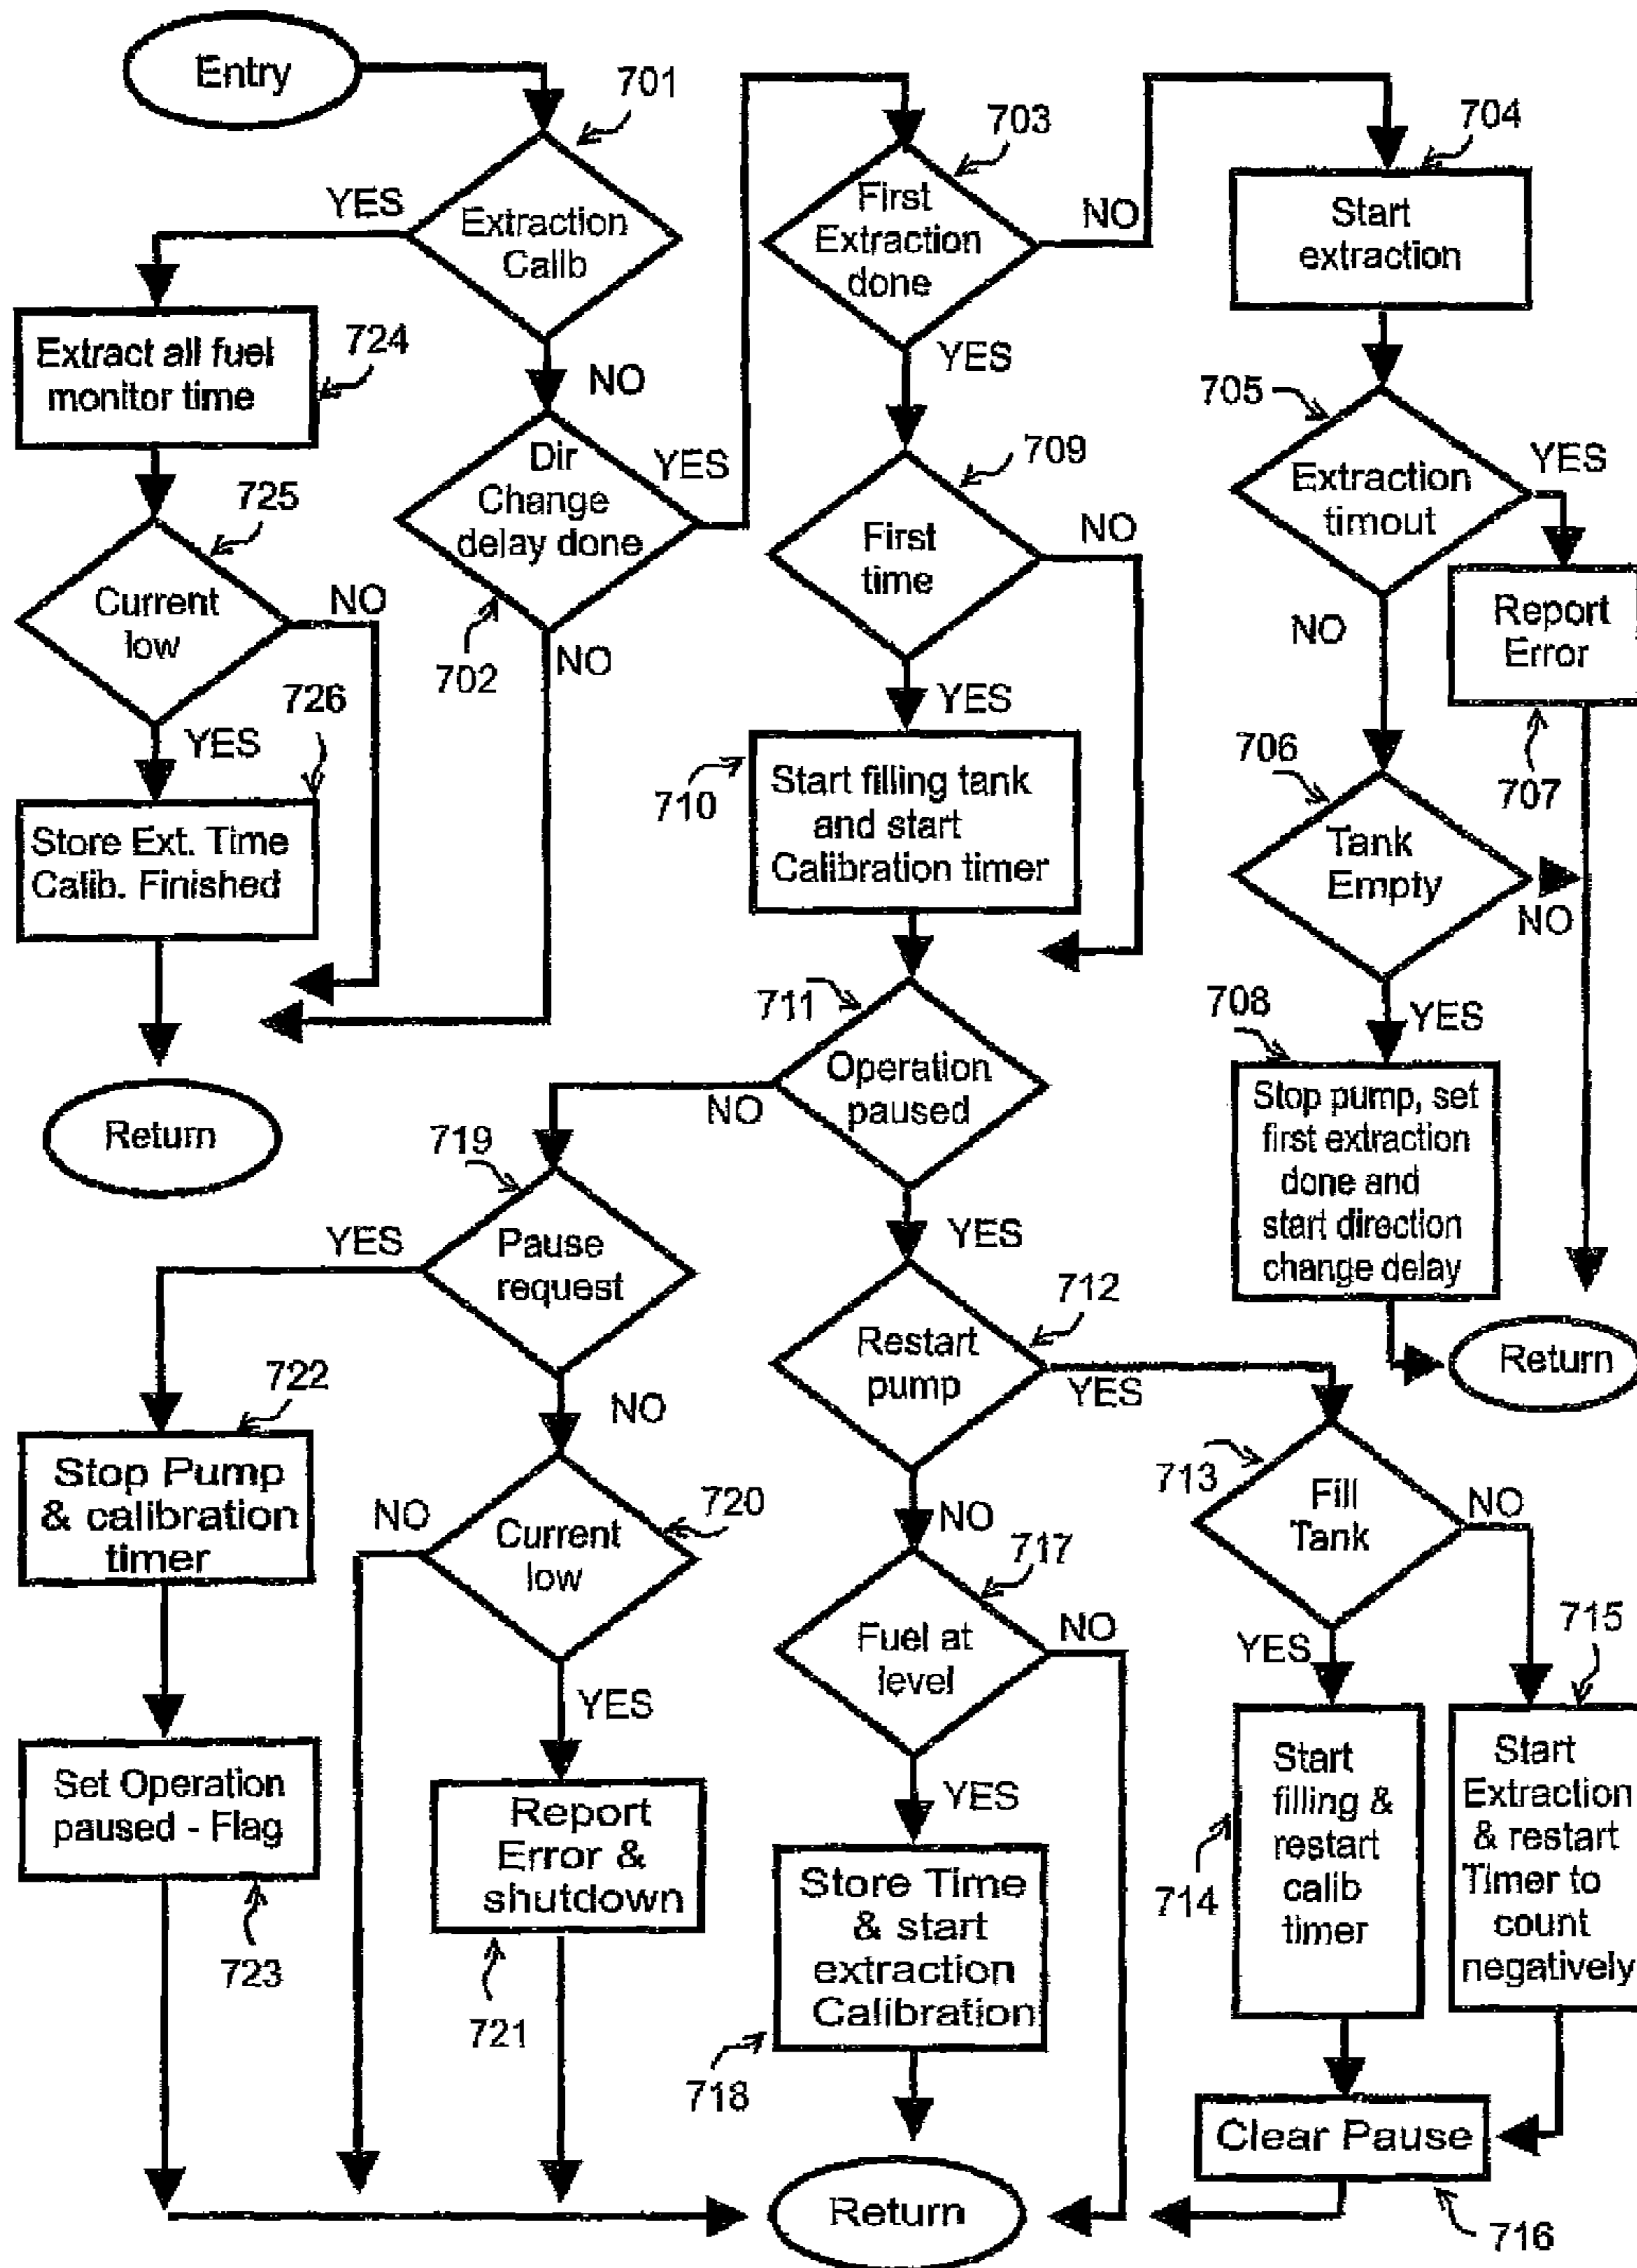 Entry
701
Extraction
Calib
YES
NO
724
Extract all fuel
monitor time
725
Current
low
NO
YES
726
Store Ext. Time
Calib. Finished
Return
Dir
Change
delay done
YES
702
NO
703
First
Extraction
done
NO
YES
704
Start
extraction
705
Extraction
timout
YES
NO
Report
Error
707
706
Tank
Empty
NO
YES
708
Stop pump, set
first extraction
done and
start direction
change delay
Return
709
First
time
NO
YES
710
Start filling tank
and start
Calibration timer
711
Operation
paused
NO
YES
719
Pause
request
YES
NO
722
Stop Pump
& calibration
timer
Set Operation
paused - Flag
723
720
Current
low
NO
YES
Report
Error &
shutdown
721
712
Restart
pump
YES
NO
717
Fuel at
level
NO
YES
Store Time
& start
extraction
Calibration
718
713
Fill
Tank
NO
YES
715
Start
filling &
restart
calib
timer
714
Start
Extraction
& restart
Timer to
count
negatively
Clear Pause
716
Return